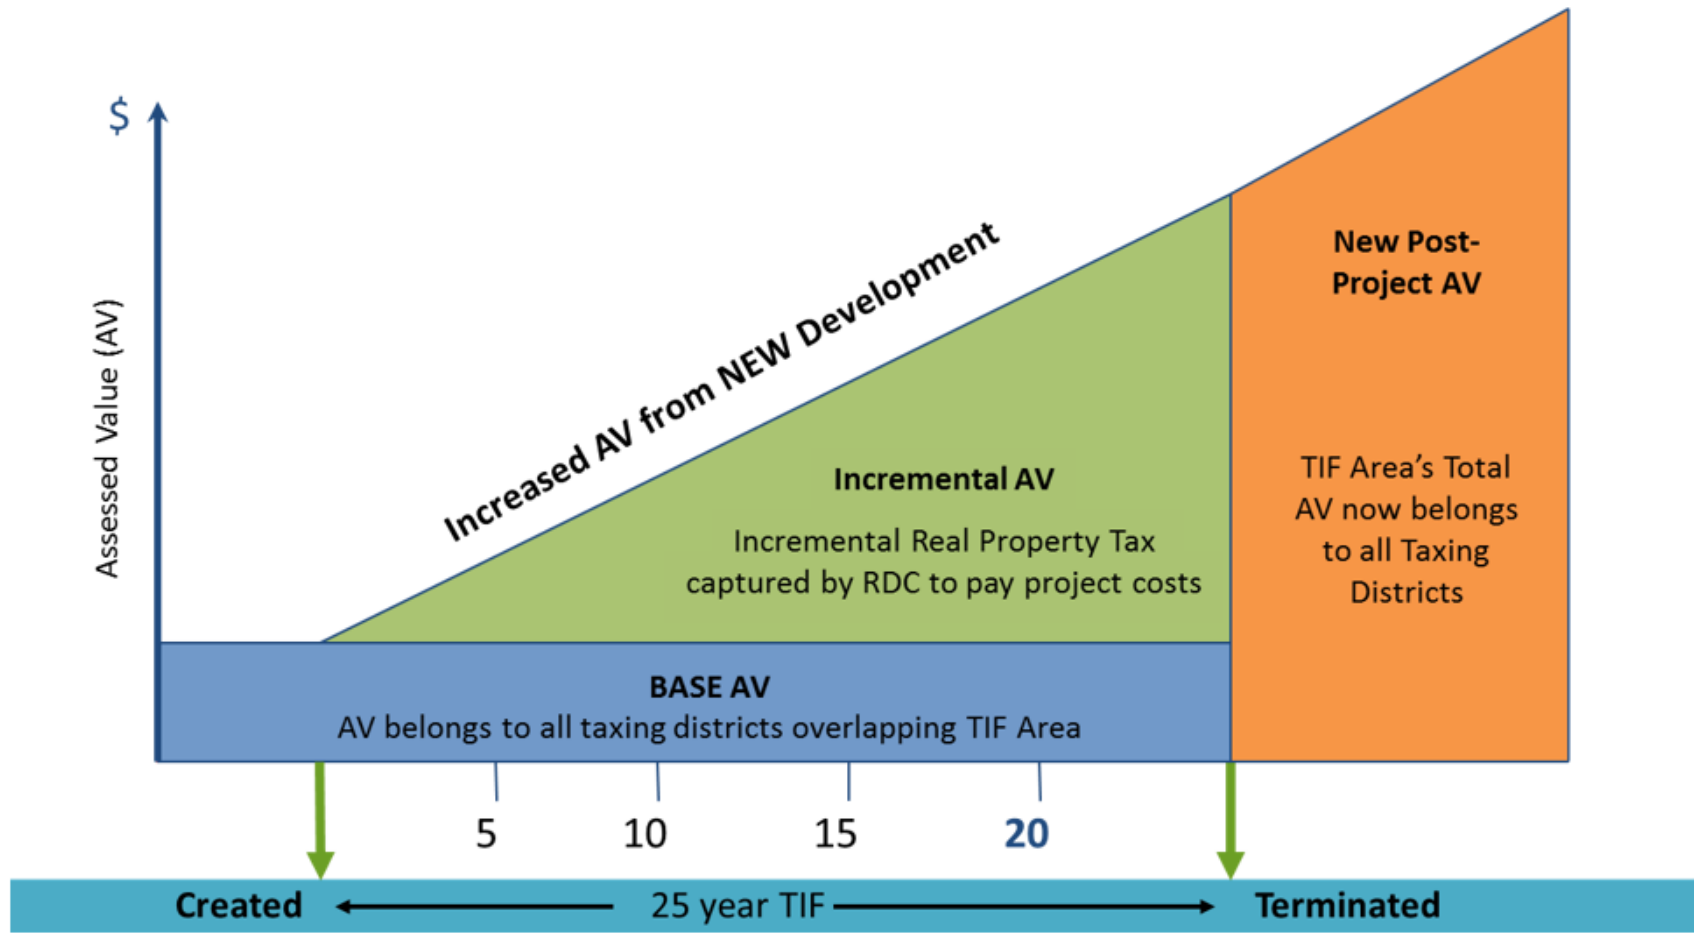 $
Assessed Value (AV)
Increased AV from NEW Development
New Post-
Project AV
TIF Area’s Total
AV now belongs
to all Taxing
Districts
Incremental AV
Incremental Real Property Tax
captured by RDC to pay project costs
BASE AV
AV belongs to all taxing districts overlapping TIF Area
5 10 15 20
Created 25 year TIF Terminated